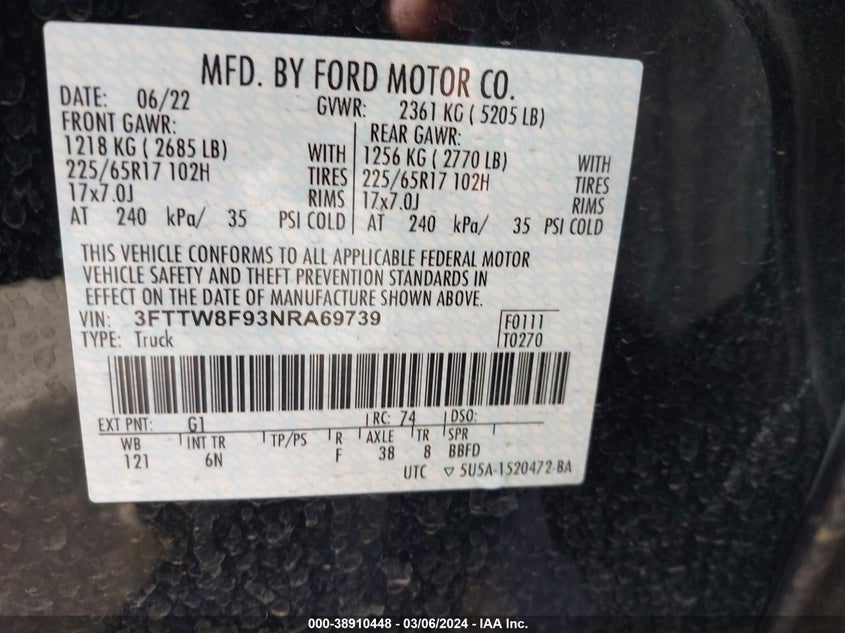 MFD. BY FORD MOTOR CO.
DATE: 06/22 GVWR: 2361 KG ( 5205 LB)
FRONT GAWR: REAR GAWR:
1218 KG ( 2685 LB) WITH 1256 KG ( 2770 LB) WITH
225/65R17 102H TIRES 225/65R17 102H TIRES
17x7.0J RIMS 17x7.0J RIMS
AT 240 kPa/ 35 PSI COLD AT 240 kPa/ 35 PSI COLD
THIS VEHICLE CONFORMS TO ALL APPLICABLE FEDERAL MOTOR
VEHICLE SAFETY AND THEFT PREVENTION STANDARDS IN
EFFECT ON THE DATE OF MANUFACTURE SHOWN ABOVE.
VIN: 3FTTW8F93NRA69739 F0111
TYPE: Truck T0270
EXT PNT: G1 RC: 74 DSO:
WB INT TR TP/PS R AXLE TR SPR
121 6N F 38 8 BBFD
UTC ▽ 5U5A-1520472-BA
000-38910448 - 03/06/2024 - IAA Inc.